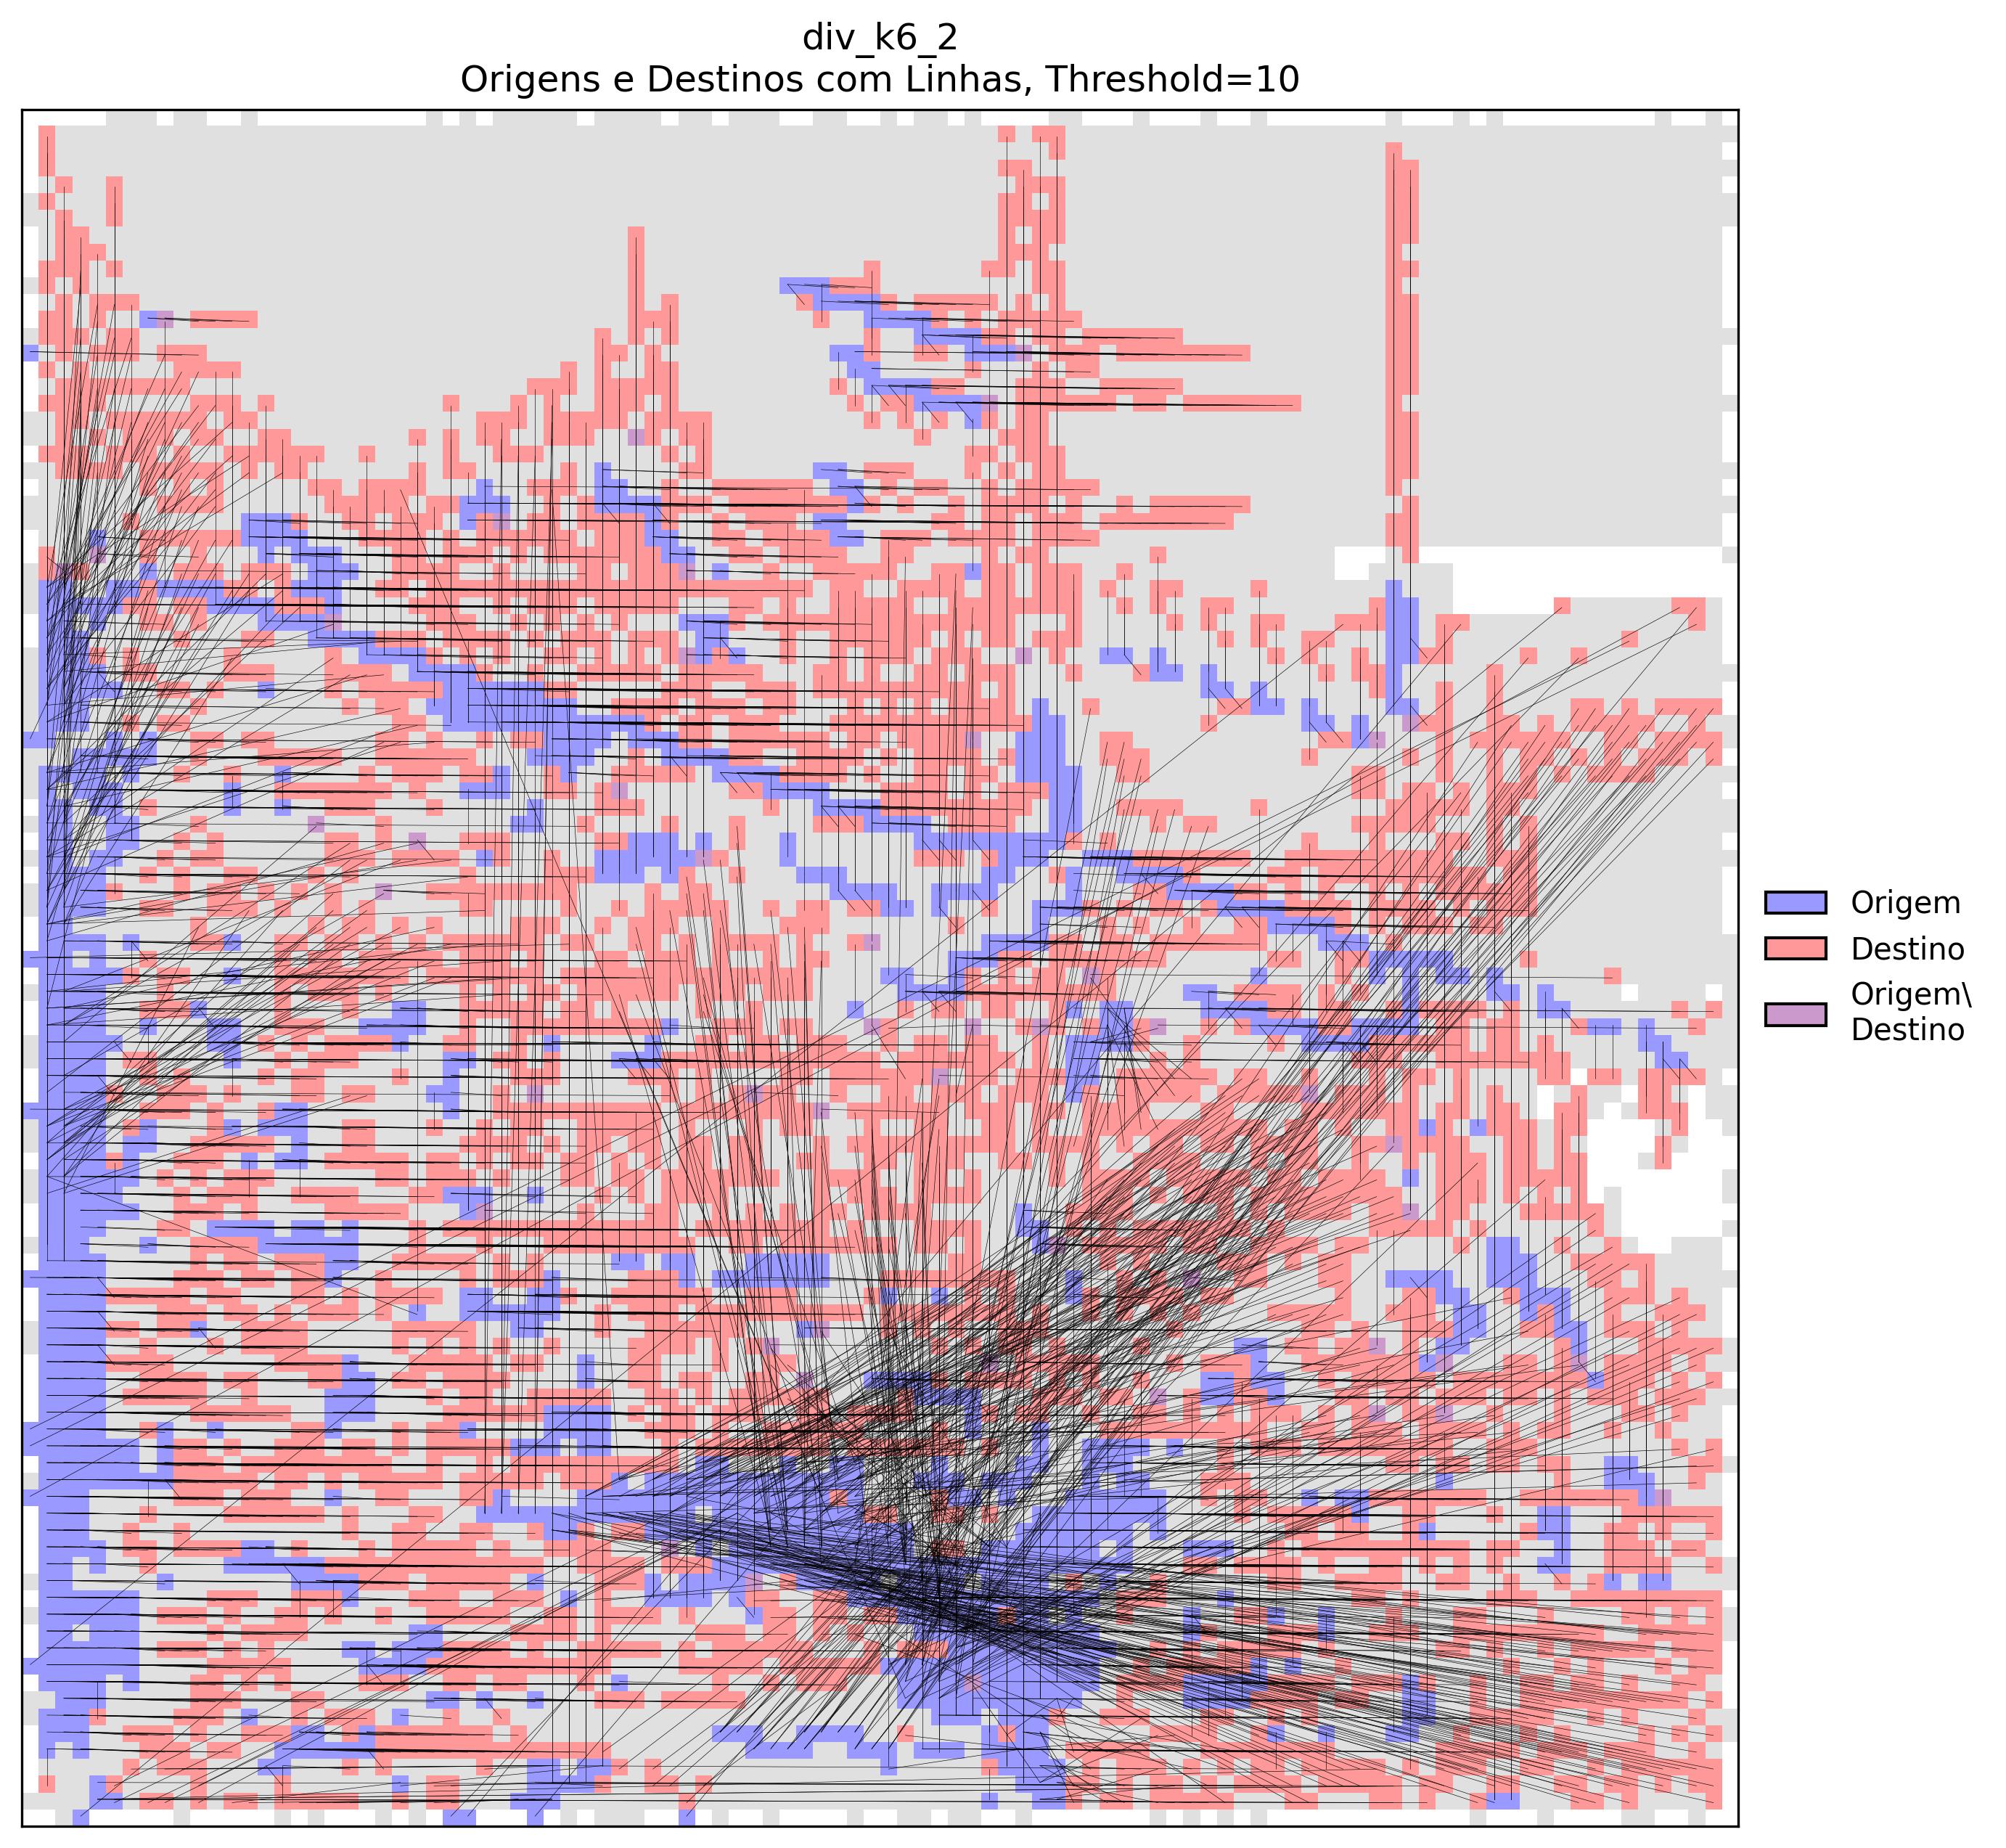 div_k6_2
Origens e Destinos com Linhas, Threshold=10
Origem
Destino
Origem\
Destino